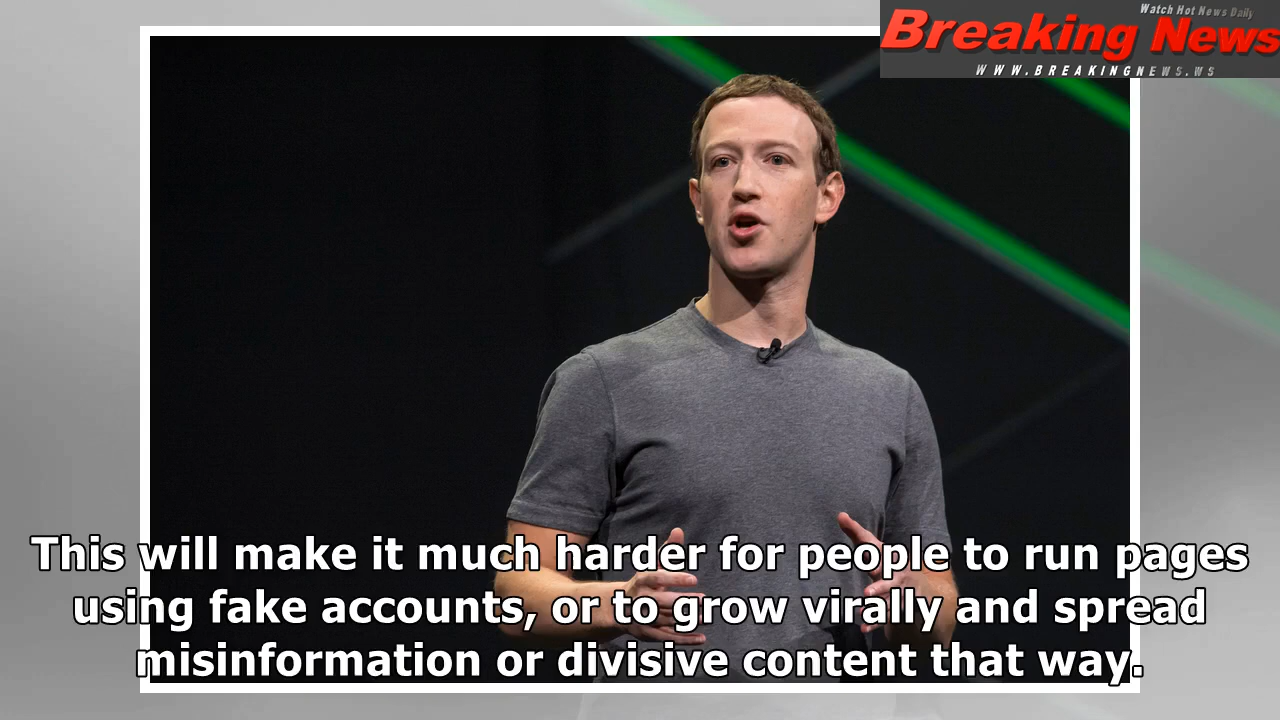 Watch Hot News Daily
Breaking News
WWW.BREAKINGNEWS.WS
This will make it much harder for people to run pages
using fake accounts, or to grow virally and spread
misinformation or divisive content that way.